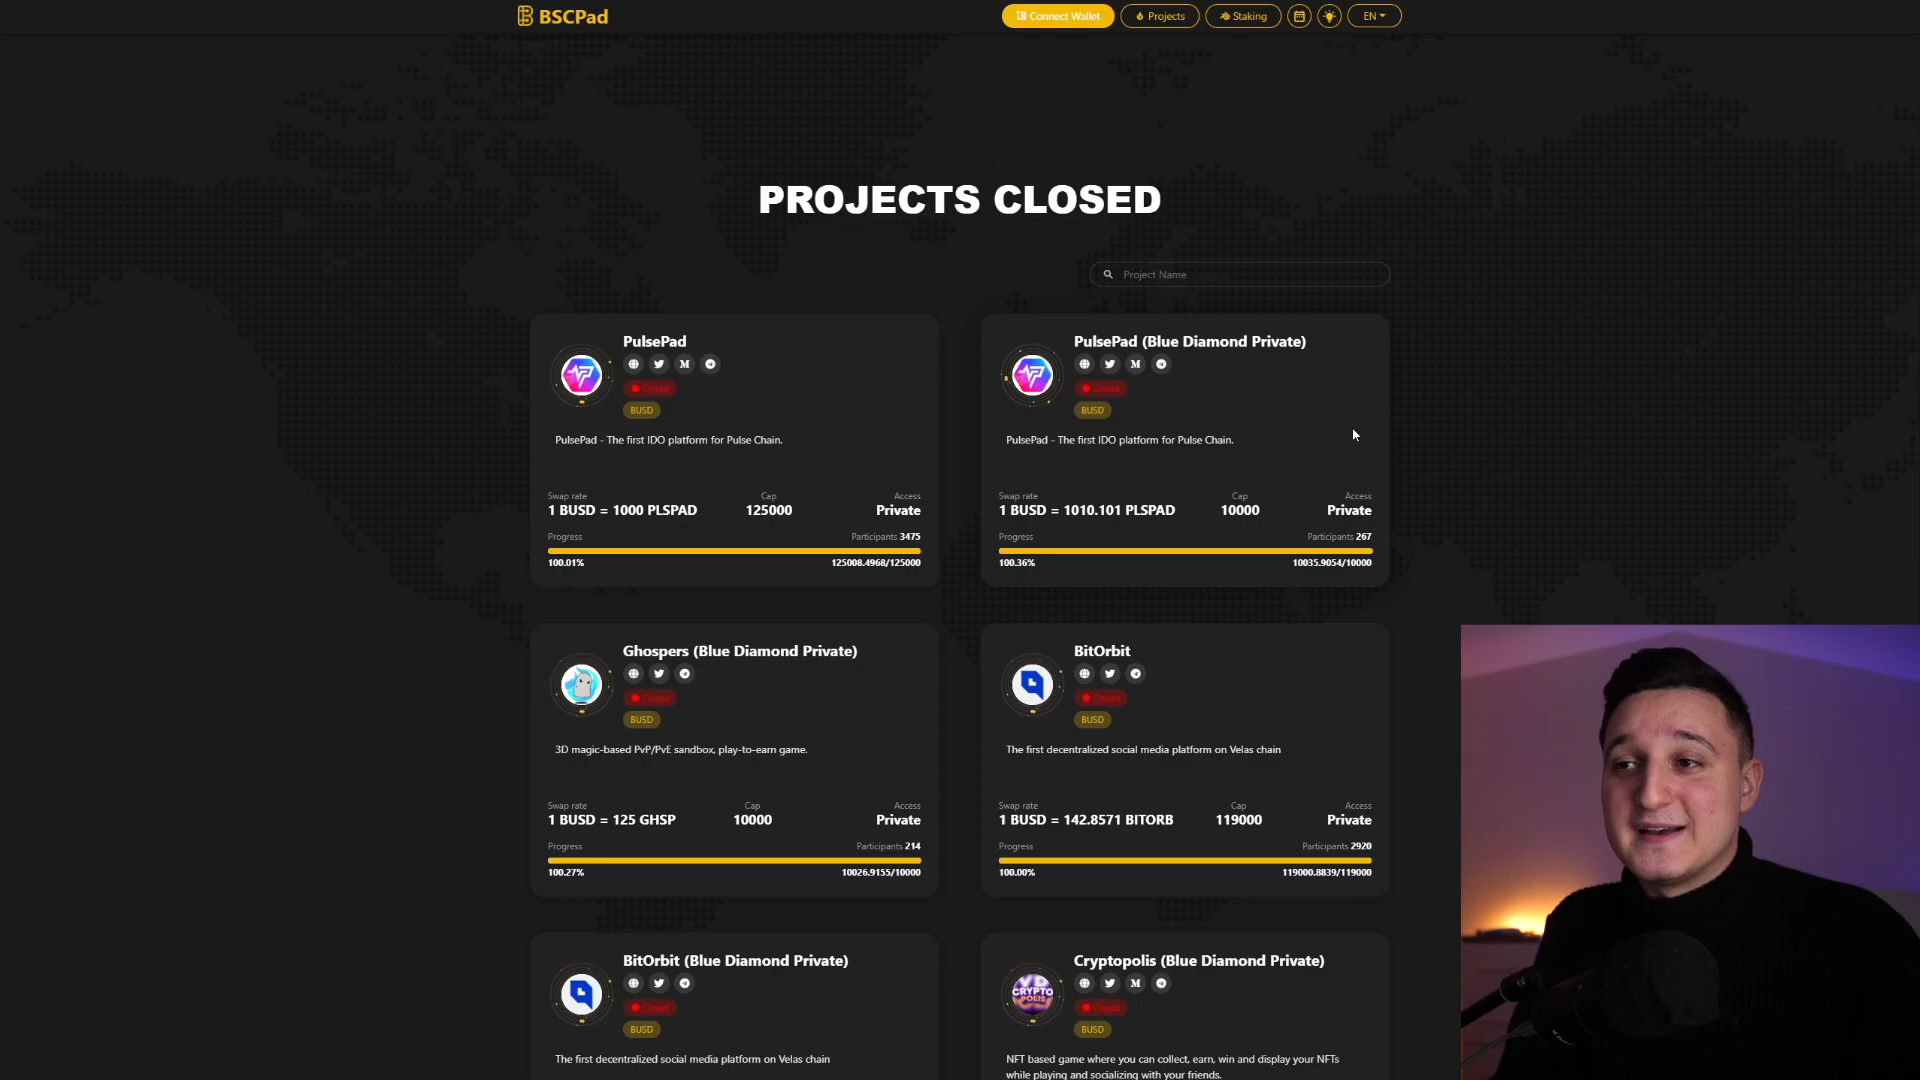 BSCPad
Connect Wallet
Projects
Staking
EN
PROJECTS CLOSED
Project Name
PulsePad
M
Closed
BUSD
PulsePad - The first IDO platform for Pulse Chain.
Swap rate
Cap
Access
1 BUSD = 1000 PLSPAD
125000
Private
Progress
Participants 3475
100.01%
125008.4968/125000
PulsePad (Blue Diamond Private)
M
Closed
BUSD
PulsePad - The first IDO platform for Pulse Chain.
Swap rate
Cap
Access
1 BUSD = 1010.101 PLSPAD
10000
Private
Progress
Participants 267
100.36%
10035.9054/10000
Ghospers (Blue Diamond Private)
Closed
BUSD
3D magic-based PvP/PvE sandbox, play-to-earn game.
Swap rate
Cap
Access
1 BUSD = 125 GHSP
10000
Private
Progress
Participants 214
100.27%
10026.9155/10000
BitOrbit
Closed
BUSD
The first decentralized social media platform on Velas chain
Swap rate
Cap
Access
1 BUSD = 142.8571 BITORB
119000
Private
Progress
Participants 2920
100.00%
119000.8839/119000
BitOrbit (Blue Diamond Private)
Closed
BUSD
The first decentralized social media platform on Velas chain
Cryptopolis (Blue Diamond Private)
M
CRYPTO
POLIS
Closed
BUSD
NFT based game where you can collect, earn, win and display your NFTs
while playing and socializing with your friends.